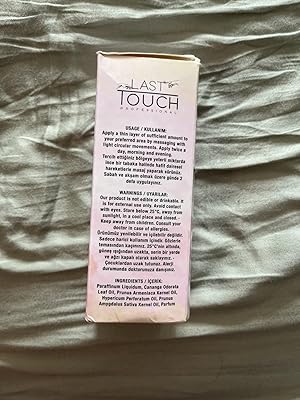 LAST
TOUCH
PROFESSIONAL
USAGE / KULLANIM:
Apply a thin layer of sufficient amount to
your preferred area by massaging with
light circular movements. Apply twice a
day, morning and evening.
Tercih ettiğiniz bölgeye yeterli miktarda
ince bir tabaka halinde hafif dairesel
hareketlerle masaj yaparak sürünüz.
Sabah ve akşam olmak üzere günde 2
defa uygulayınız.
WARNINGS / UYARILAR:
Our product is not edible or drinkable. It
is for external use only. Avoid contact
with eyes. Store below 25°C, away from
sunlight, in a cool place and closed.
Keep away from children. Consult your
doctor in case of allergies.
Ürünümüz yenilebilir ve içilebilir değildir.
Sadece harici kullanım içindir. Gözlerle
temasından kaçınınız. 25°C'nin altında,
güneş ışığından uzakta, serin bir yerde
ve ağzı kapalı olarak saklayınız.
Çocuklardan uzak tutunuz. Alerji
durumunda doktorunuza danışınız.
INGREDIENTS / İÇERİK:
Paraffinum Liquidum, Cananga Odorata
Leaf Oil, Prunus Armeniaca Kernel Oil,
Hypericum Perforatum Oil, Prunus
Amygdalus Sativa Kernel Oil, Parfum